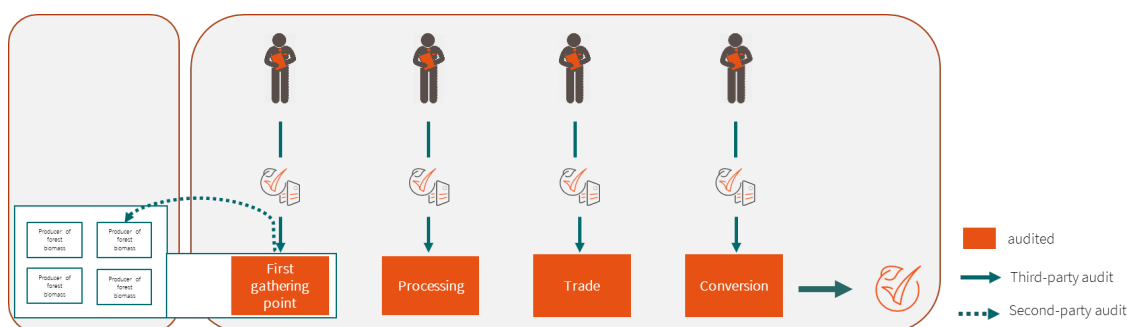 Producer of
forest
biomass
Producer of
forest
biomass
Producer of
forest
biomass
Producer of
forest
biomass
First
gathering
point
Processing
Trade
Conversion
audited
Third-party audit
Second-party audit